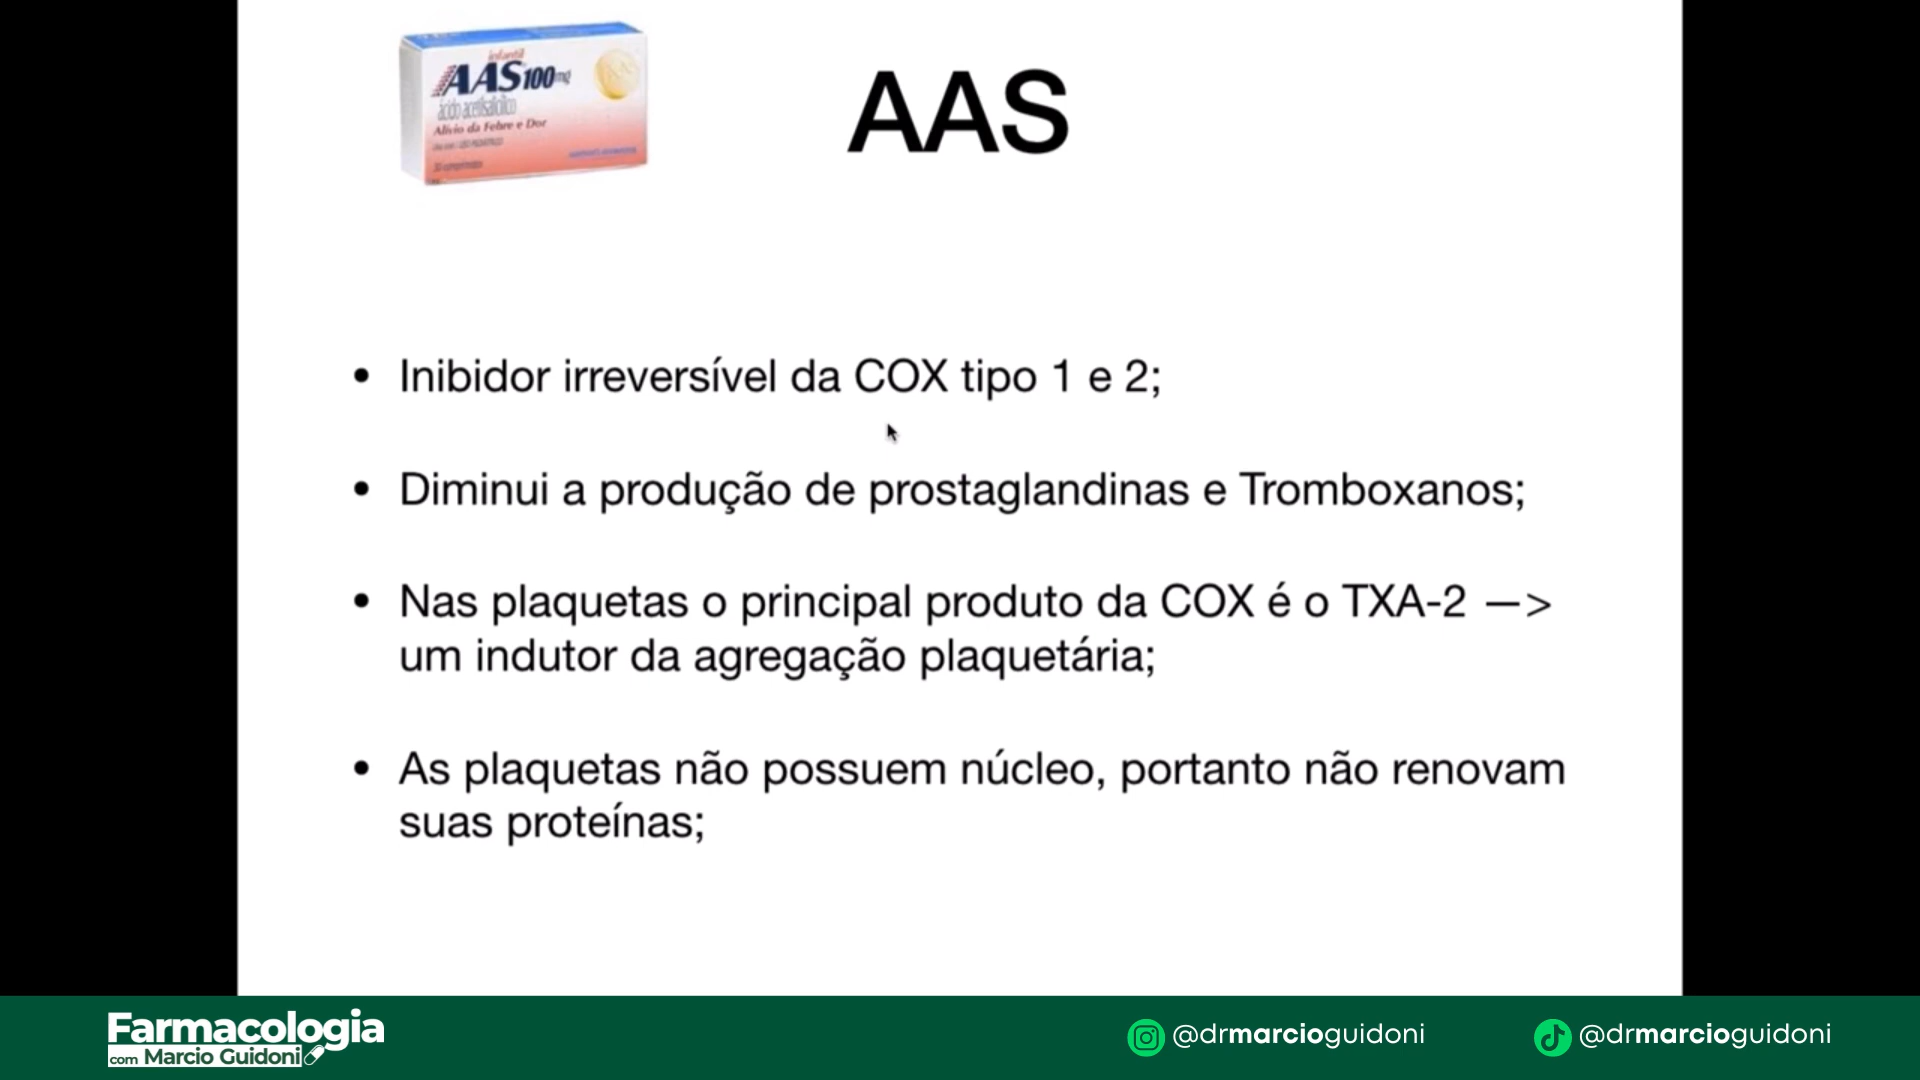 infantil
AAS 100mg
ácido acetilsalicílico
Alívio da Febre e Dor
AAS
• Inibidor irreversível da COX tipo 1 e 2;
• Diminui a produção de prostaglandinas e Tromboxanos;
• Nas plaquetas o principal produto da COX é o TXA-2 —>
um indutor da agregação plaquetária;
• As plaquetas não possuem núcleo, portanto não renovam
suas proteínas;
Farmacologia
com Marcio Guidoni
@drmarcioguidoni
@drmarcioguidoni